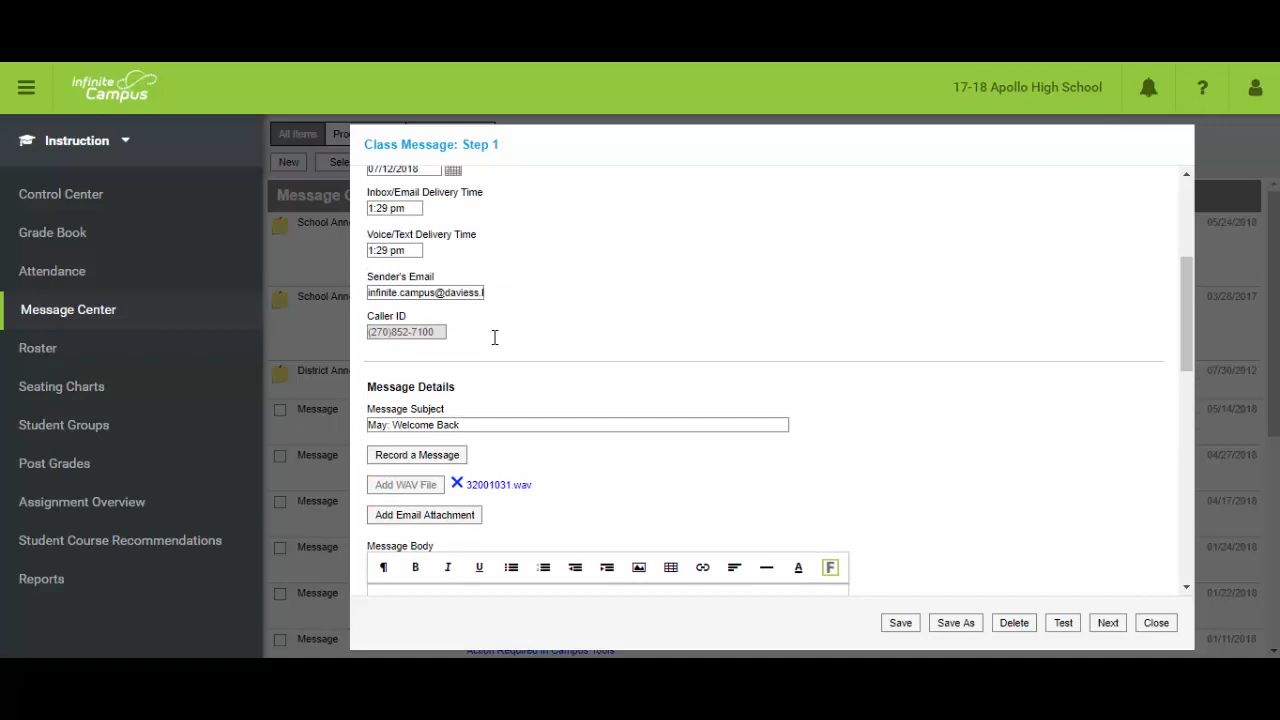 Infinite
Campus
17-18 Apollo High School
?
Instruction
Control Center
Grade Book
Attendance
Message Center
Roster
Seating Charts
Student Groups
Post Grades
Assignment Overview
Student Course Recommendations
Reports
All Items
New
Message
School Ann
05/24/2018
School Ann
03/28/2017
District Ann
07/30/2012
Message
05/14/2018
Message
04/27/2018
Message
04/17/2018
Message
01/24/2018
Message
01/22/2018
Message
01/11/2018
Action Required in Campus Tools
Class Message: Step 1
07/12/2018
Inbox/Email Delivery Time
1:29 pm
Voice/Text Delivery Time
1:29 pm
Sender's Email
infinite.campus@daviess.
Caller ID
(270)852-7100
Message Details
Message Subject
May: Welcome Back
Record a Message
Add WAV File 32001031.wav
Add Email Attachment
Message Body
¶ B I U A F
Save Save As Delete Test Next Close